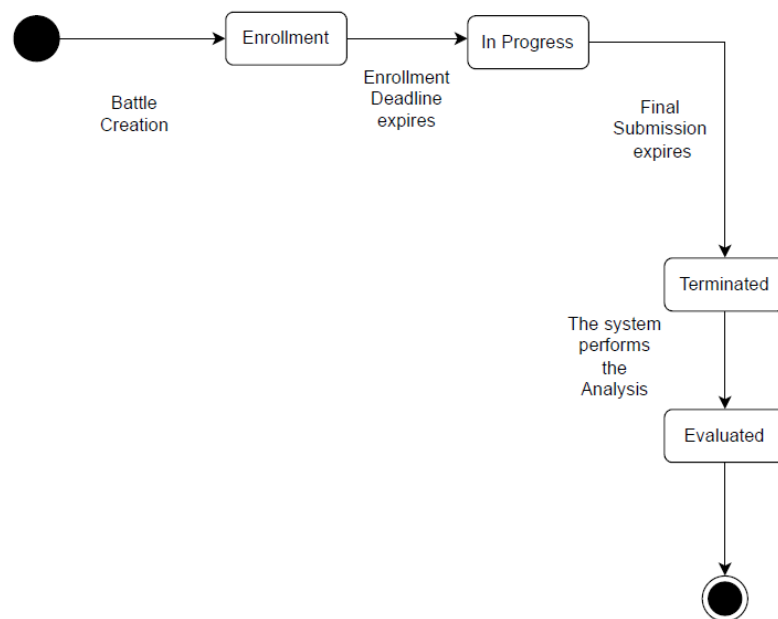 Enrollment
In Progress
Battle
Creation
Enrollment
Deadline
expires
Final
Submission
expires
Terminated
The system
performs
the
Analysis
Evaluated